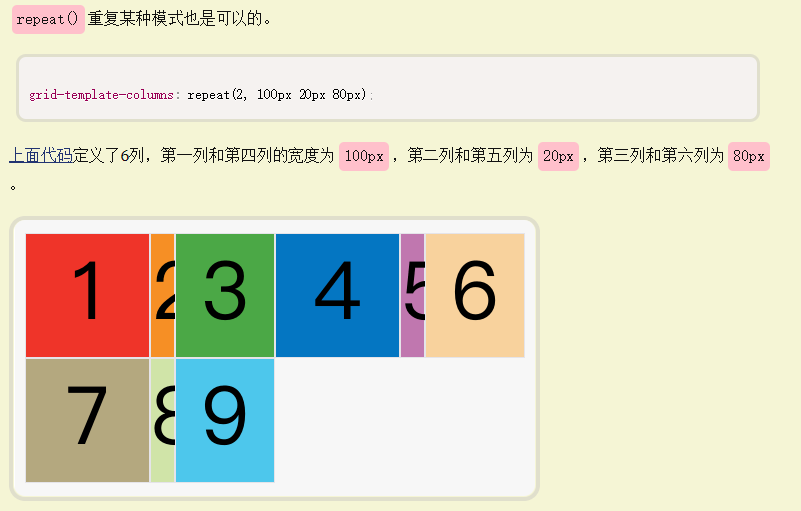 repeat() 重复某种模式也是可以的。
grid-template-columns: repeat(2, 100px 20px 80px);
上面代码定义了6列，第一列和第四列的宽度为 100px ，第二列和第五列为 20px ，第三列和第六列为 80px
。
1 2 3 4 5 6
7 8 9